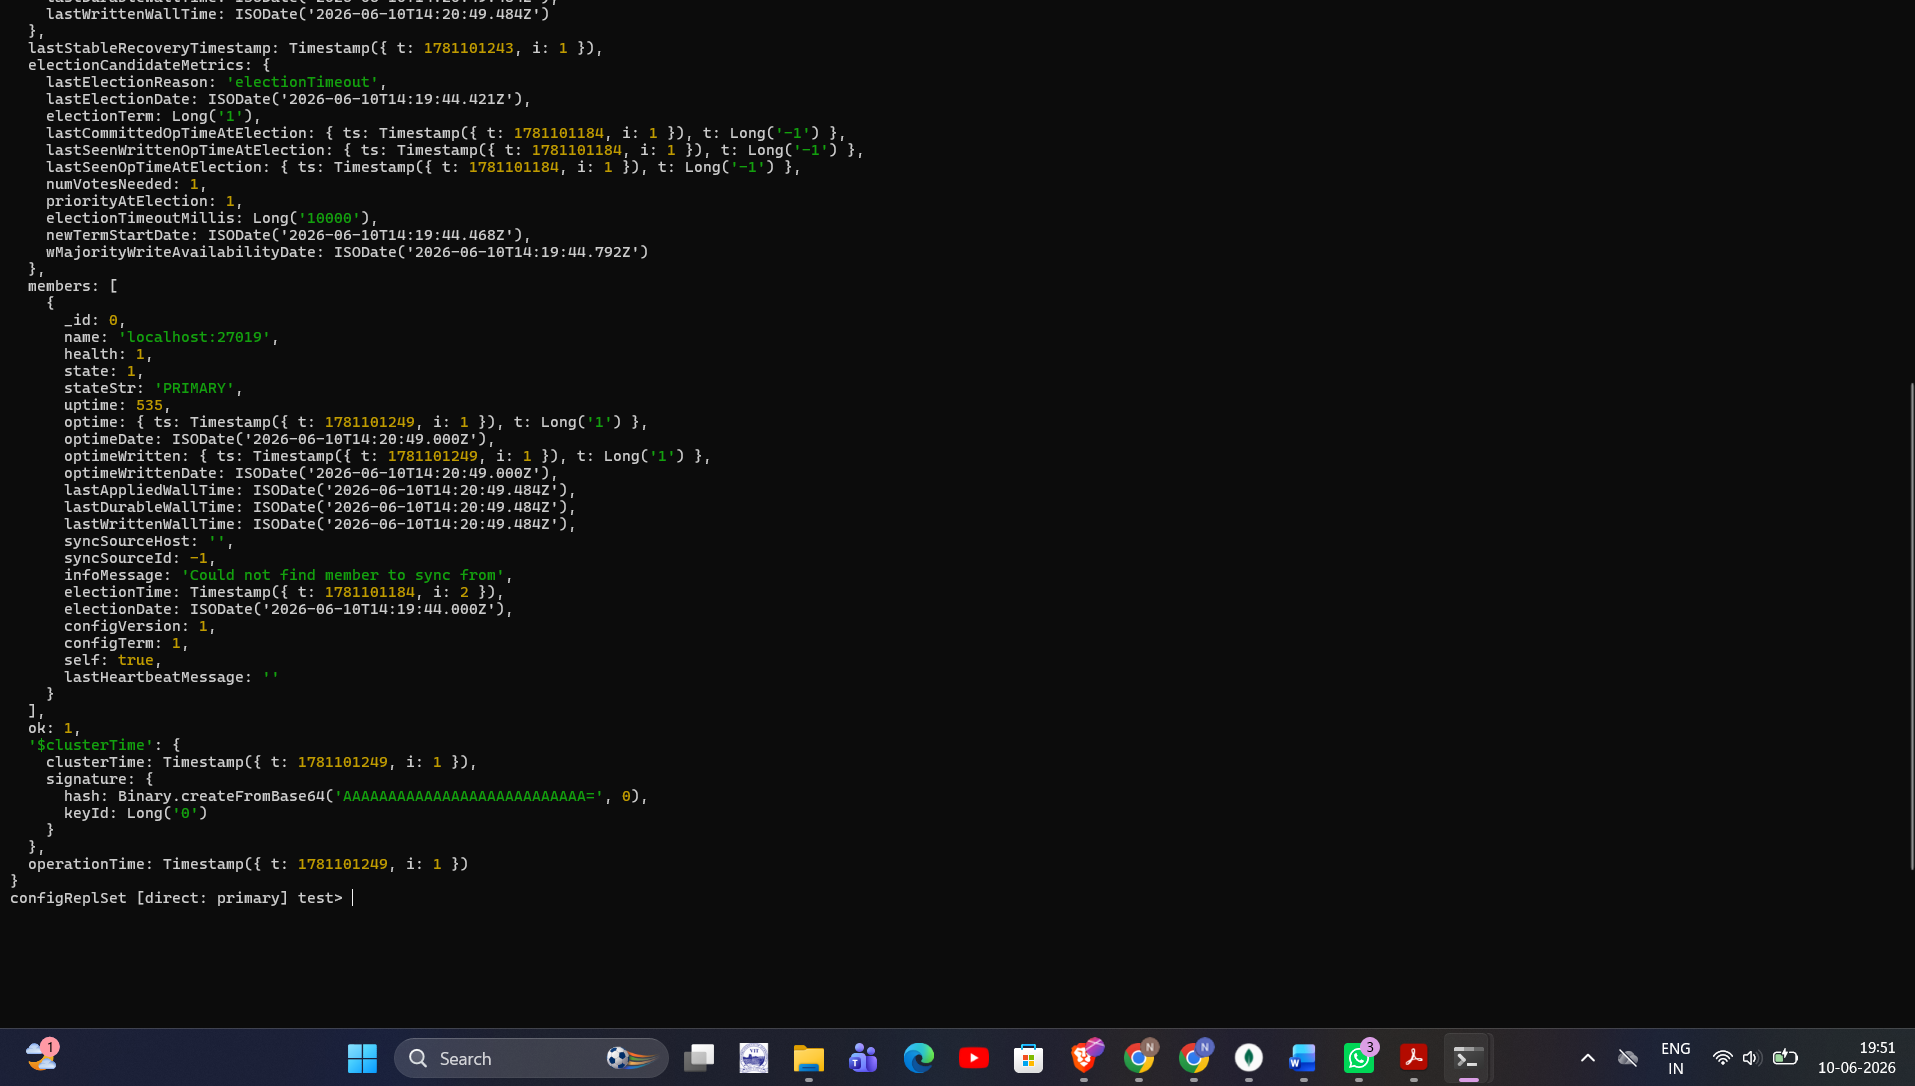 lastWrittenWallTime: ISODate('2026-06-10T14:20:49.484Z')
},
lastStableRecoveryTimestamp: Timestamp({ t: 1781101243, i: 1 }),
electionCandidateMetrics: {
lastElectionReason: 'electionTimeout',
lastElectionDate: ISODate('2026-06-10T14:19:44.421Z'),
electionTerm: Long('1'),
lastCommittedOpTimeAtElection: { ts: Timestamp({ t: 1781101184, i: 1 }), t: Long('-1') },
lastSeenWrittenOpTimeAtElection: { ts: Timestamp({ t: 1781101184, i: 1 }), t: Long('-1') },
lastSeenOpTimeAtElection: { ts: Timestamp({ t: 1781101184, i: 1 }), t: Long('-1') },
numVotesNeeded: 1,
priorityAtElection: 1,
electionTimeoutMillis: Long('10000'),
newTermStartDate: ISODate('2026-06-10T14:19:44.468Z'),
wMajorityWriteAvailabilityDate: ISODate('2026-06-10T14:19:44.792Z')
},
members: [
{
_id: 0,
name: 'localhost:27019',
health: 1,
state: 1,
stateStr: 'PRIMARY',
uptime: 535,
optime: { ts: Timestamp({ t: 1781101249, i: 1 }), t: Long('1') },
optimeDate: ISODate('2026-06-10T14:20:49.000Z'),
optimeWritten: { ts: Timestamp({ t: 1781101249, i: 1 }), t: Long('1') },
optimeWrittenDate: ISODate('2026-06-10T14:20:49.000Z'),
lastAppliedWallTime: ISODate('2026-06-10T14:20:49.484Z'),
lastDurableWallTime: ISODate('2026-06-10T14:20:49.484Z'),
lastWrittenWallTime: ISODate('2026-06-10T14:20:49.484Z'),
syncSourceHost: '',
syncSourceId: -1,
infoMessage: 'Could not find member to sync from',
electionTime: Timestamp({ t: 1781101184, i: 2 }),
electionDate: ISODate('2026-06-10T14:19:44.000Z'),
configVersion: 1,
configTerm: 1,
self: true,
lastHeartbeatMessage: ''
}
],
ok: 1,
'$clusterTime': {
clusterTime: Timestamp({ t: 1781101249, i: 1 }),
signature: {
hash: Binary.createFromBase64('AAAAAAAAAAAAAAAAAAAAAAAAAAA=', 0),
keyId: Long('0')
}
},
operationTime: Timestamp({ t: 1781101249, i: 1 })
}
configReplSet [direct: primary] test>
1
Search
N
N
3
ENG
IN
19:51
10-06-2026